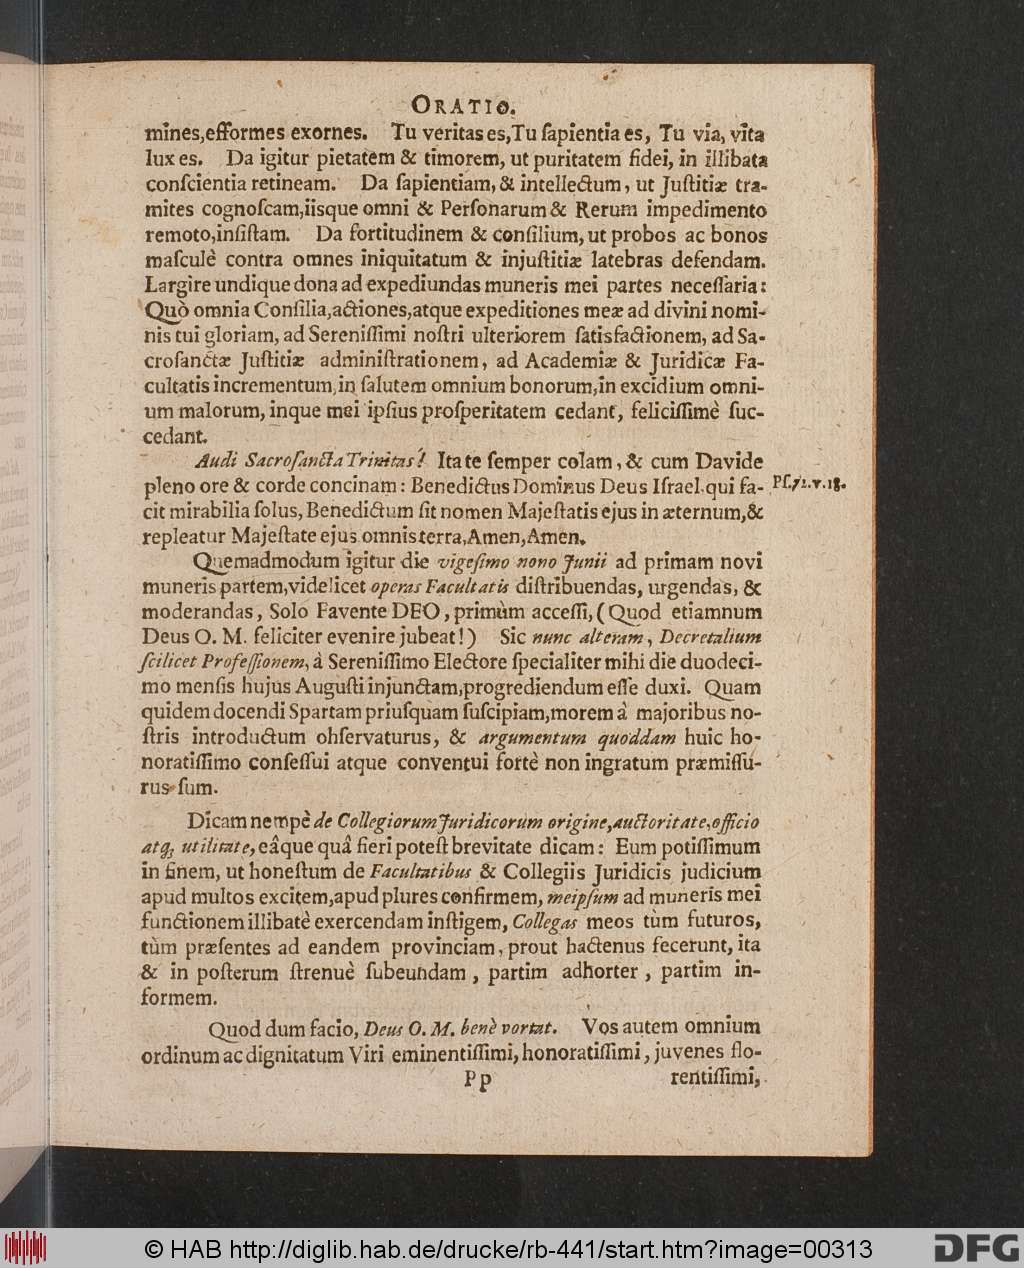 ORATIO.
mines,efformes exornes. Tu veritas es,Tu ſapientia es, Tu via, vita
lux es. Da igitur pietatem & timorem, ut puritatem fidei, in illibata
conſcientia retineam. Da ſapientiam, & intellectum, ut Juſtitiæ tra-
mites cognoſcam,iisque omni & Perſonarum & Rerum impedimento
remoto,inſiſtam. Da fortitudinem & conſilium, ut probos ac bonos
maſculè contra omnes iniquitatum & injuſtitiæ latebras defendam.
Largire undique dona ad expediundas muneris mei partes neceſſaria:
Quò omnia Conſilia,actiones,atque expeditiones meæ ad divini nomi-
nis tui gloriam, ad Sereniſſimi noſtri ulteriorem ſatisfactionem, ad Sa-
croſanctæ Juſtitiæ adminiſtrationem, ad Academiæ & Juridicæ Fa-
cultatis incrementum,in ſalutem omnium bonorum,in excidium omni-
um malorum, inque mei ipſius proſperitatem cedant, feliciſſimè ſuc-
cedant.
Audi Sacroſancta Trinitas! Ita te ſemper colam, & cum Davide
pleno ore & corde concinam: Benedictus Dominus Deus Iſrael.qui fa-
Pſ.72.v.18.
cit mirabilia ſolus, Benedictum ſit nomen Majeſtatis ejus in æternum,&
repleatur Majeſtate ejus omnis terra,Amen,Amen.
Quemadmodum igitur die vigeſimo nono Junii ad primam novi
muneris partem,videlicet operas Facultatis diſtribuendas, urgendas, &
moderandas, Solo Favente DEO, primùm acceſſi, (Quod etiamnum
Deus O. M. feliciter evenire jubeat!) Sic nunc alteram, Decretalium
ſcilicet Profeſſionem, à Sereniſſimo Electore ſpecialiter mihi die duodeci-
mo menſis hujus Auguſti injunctam,progrediendum eſſe duxi. Quam
quidem docendi Spartam priuſquam ſuſcipiam,morem à majoribus no-
ſtris introductum obſervaturus, & argumentum quoddam huic ho-
noratiſſimo conſeſſui atque conventui fortè non ingratum præmiſſu-
rus ſum.
Dicam nempè de Collegiorum Juridicorum origine,auctoritate,officio
atq; utilitate, eâque quâ fieri poteſt brevitate dicam: Eum potiſſimum
in finem, ut honeſtum de Facultatibus & Collegiis Juridicis judicium
apud multos excitem,apud plures confirmem, meipſum ad muneris mei
functionem illibatè exercendam inſtigem, Collegas meos tùm futuros,
tùm præſentes ad eandem provinciam, prout hactenus fecerunt, ita
& in poſterum ſtrenuè ſubeundam, partim adhorter, partim in-
formem.
Quod dum facio, Deus O. M. benè vortat. Vos autem omnium
ordinum ac dignitatum Viri eminentiſſimi, honoratiſſimi, juvenes flo-
Pp rentiſſimi,
© HAB http://diglib.hab.de/drucke/rb-441/start.htm?image=00313
DFG